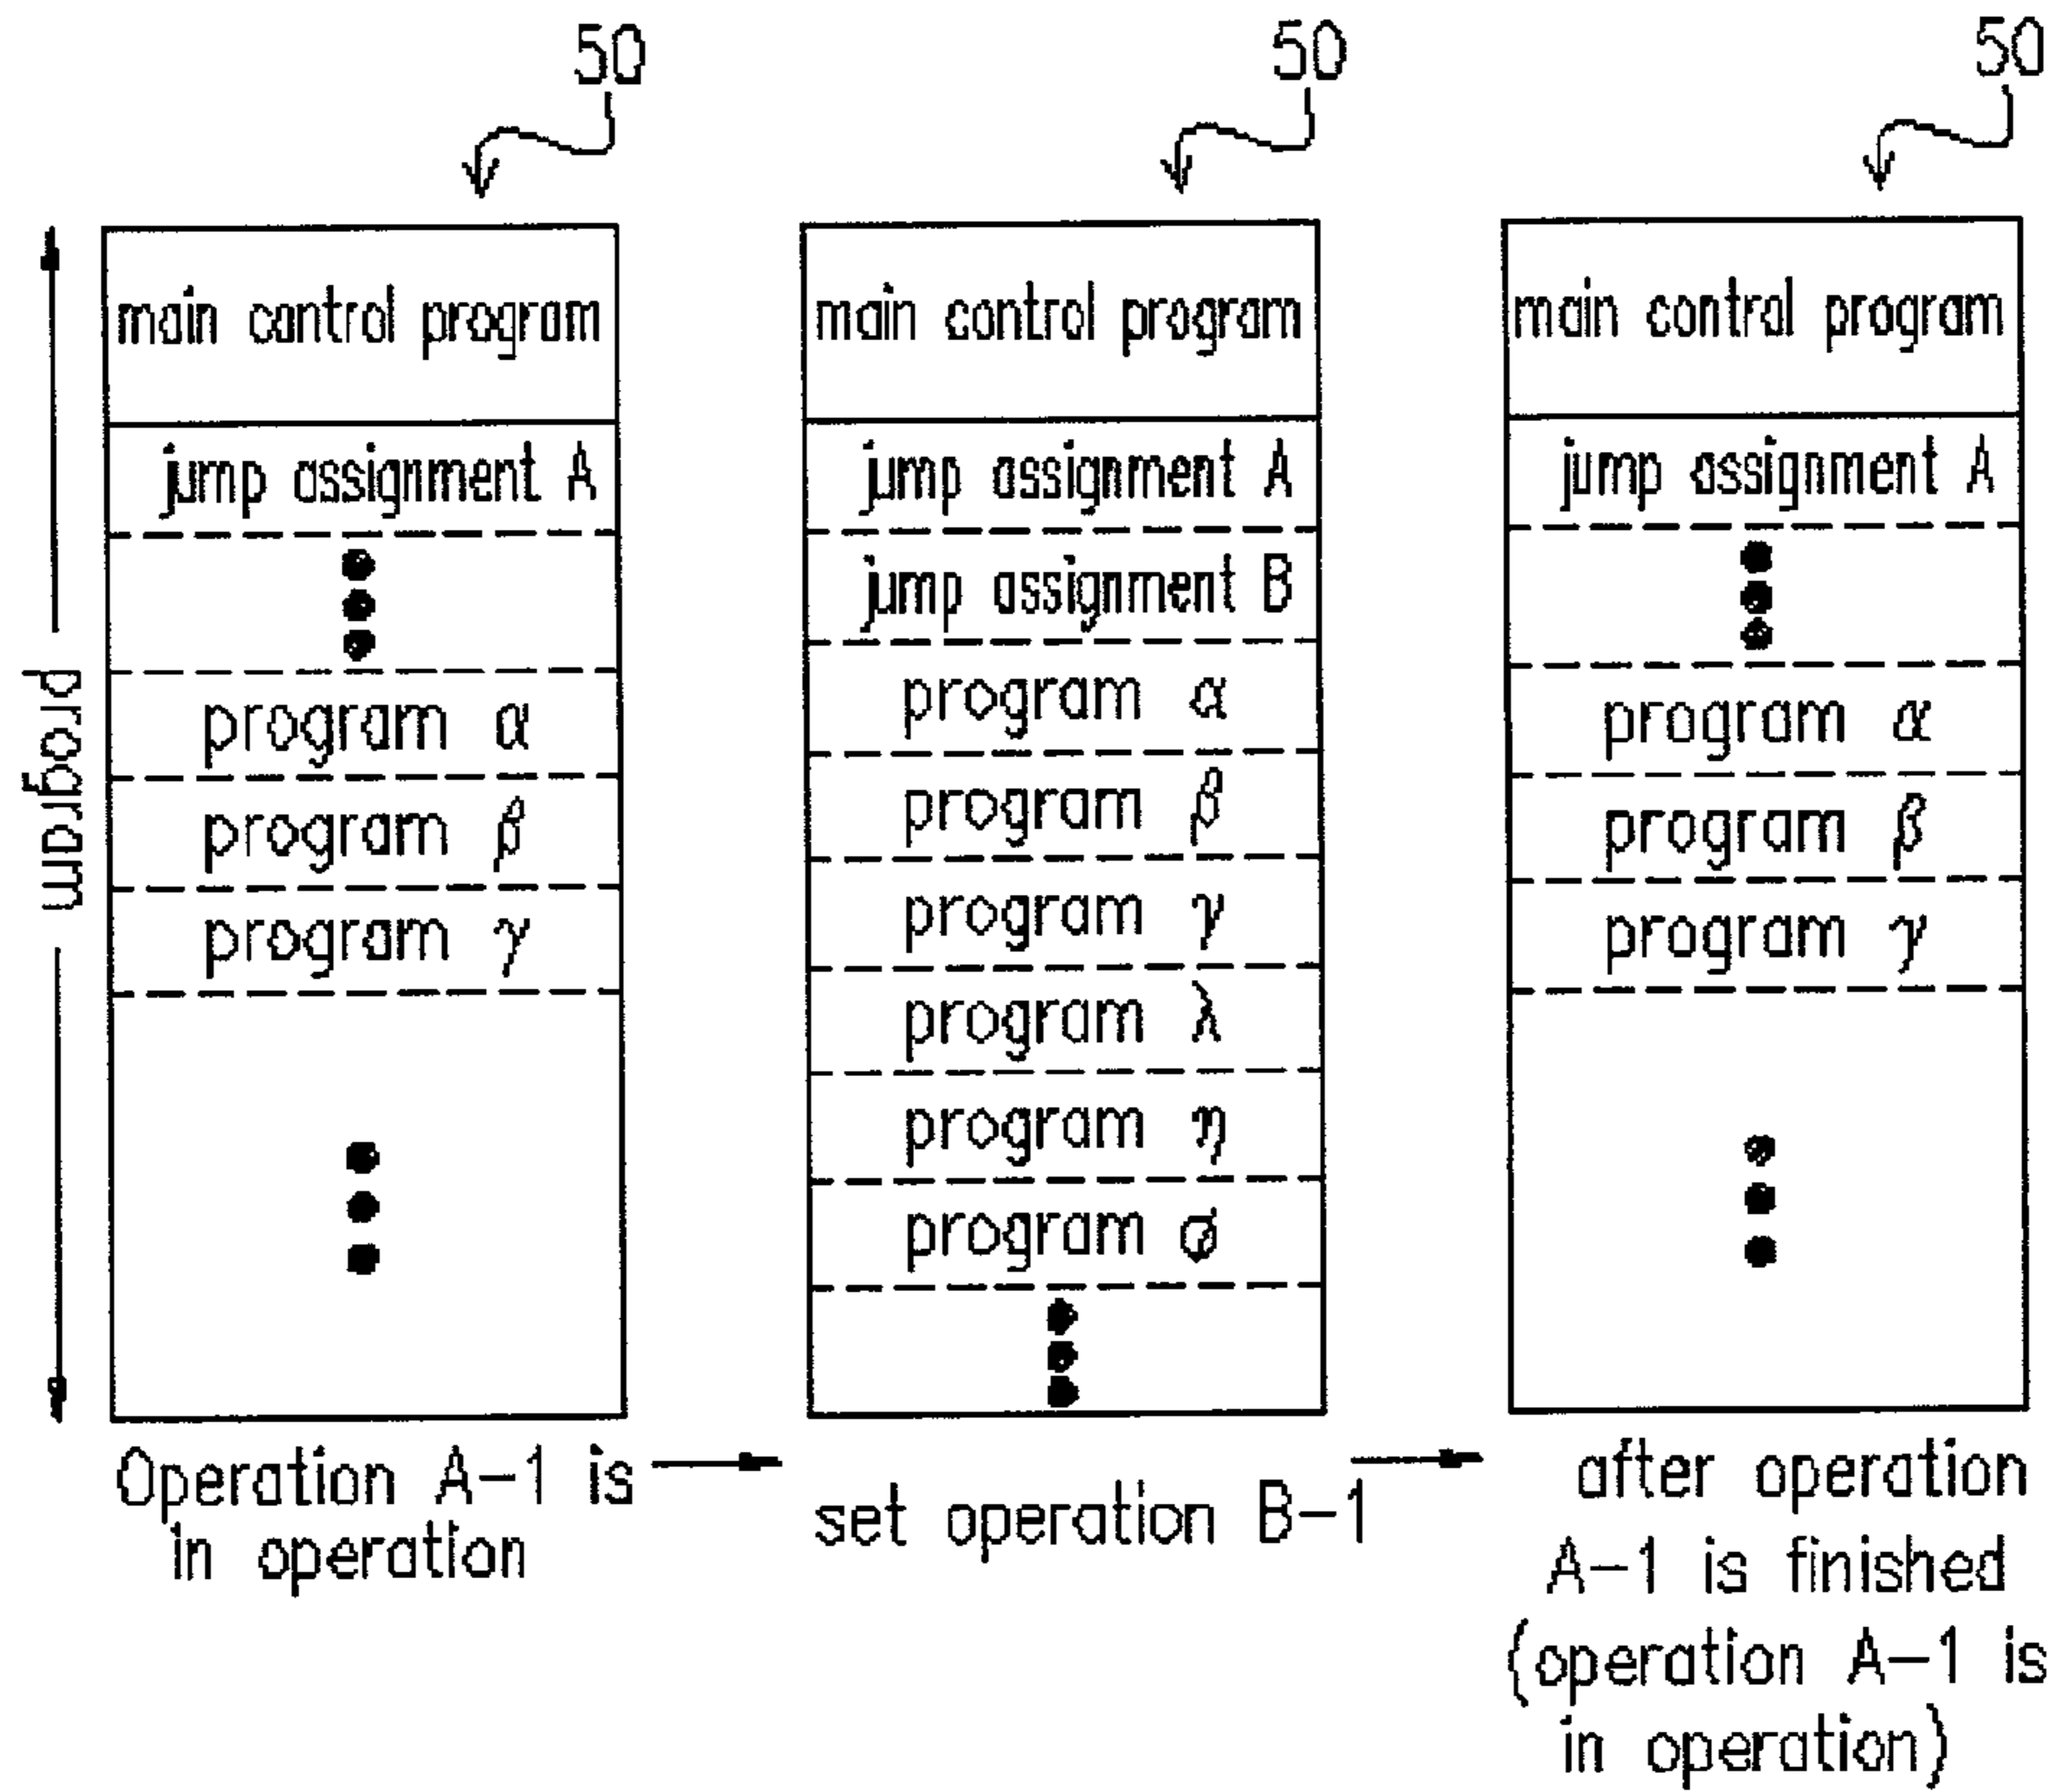 50
50
50
program
main control program
jump assignment A
program α
program β
program γ
Operation A-1 is
in operation
main control program
jump assignment A
jump assignment B
program α
program β
program γ
program λ
program η
program σ
set operation B-1
main control program
jump assignment A
program α
program β
program γ
after operation
A-1 is finished
(operation A-1 is
in operation)